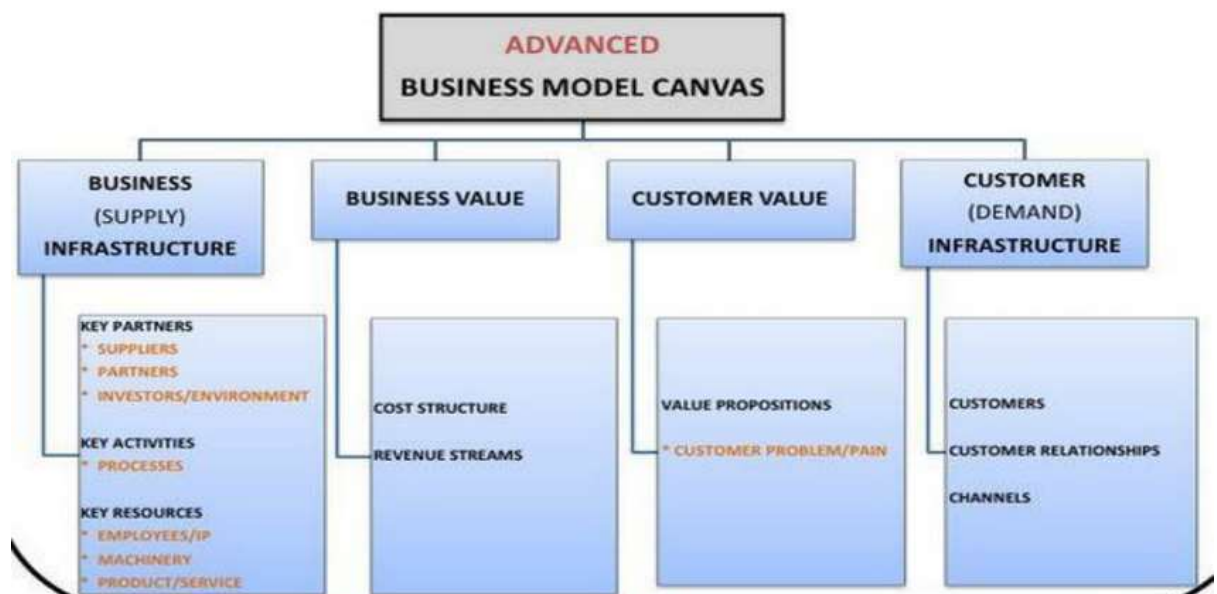 ADVANCED
BUSINESS MODEL CANVAS
BUSINESS
(SUPPLY)
INFRASTRUCTURE
BUSINESS VALUE
CUSTOMER VALUE
CUSTOMER
(DEMAND)
INFRASTRUCTURE
KEY PARTNERS
* SUPPLIERS
* PARTNERS
* INVESTORS/ENVIRONMENT
KEY ACTIVITIES
* PROCESSES
KEY RESOURCES
* EMPLOYEES/IP
* MACHINERY
* PRODUCT/SERVICE
COST STRUCTURE
REVENUE STREAMS
VALUE PROPOSITIONS
* CUSTOMER PROBLEM/PAIN
CUSTOMERS
CUSTOMER RELATIONSHIPS
CHANNELS